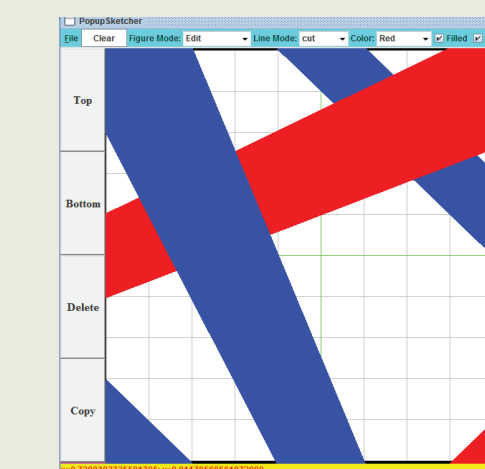 PopupSketcher
File Clear Figure Mode: Edit Line Mode: cut Color: Red Filled
Top
Bottom
Delete
Copy